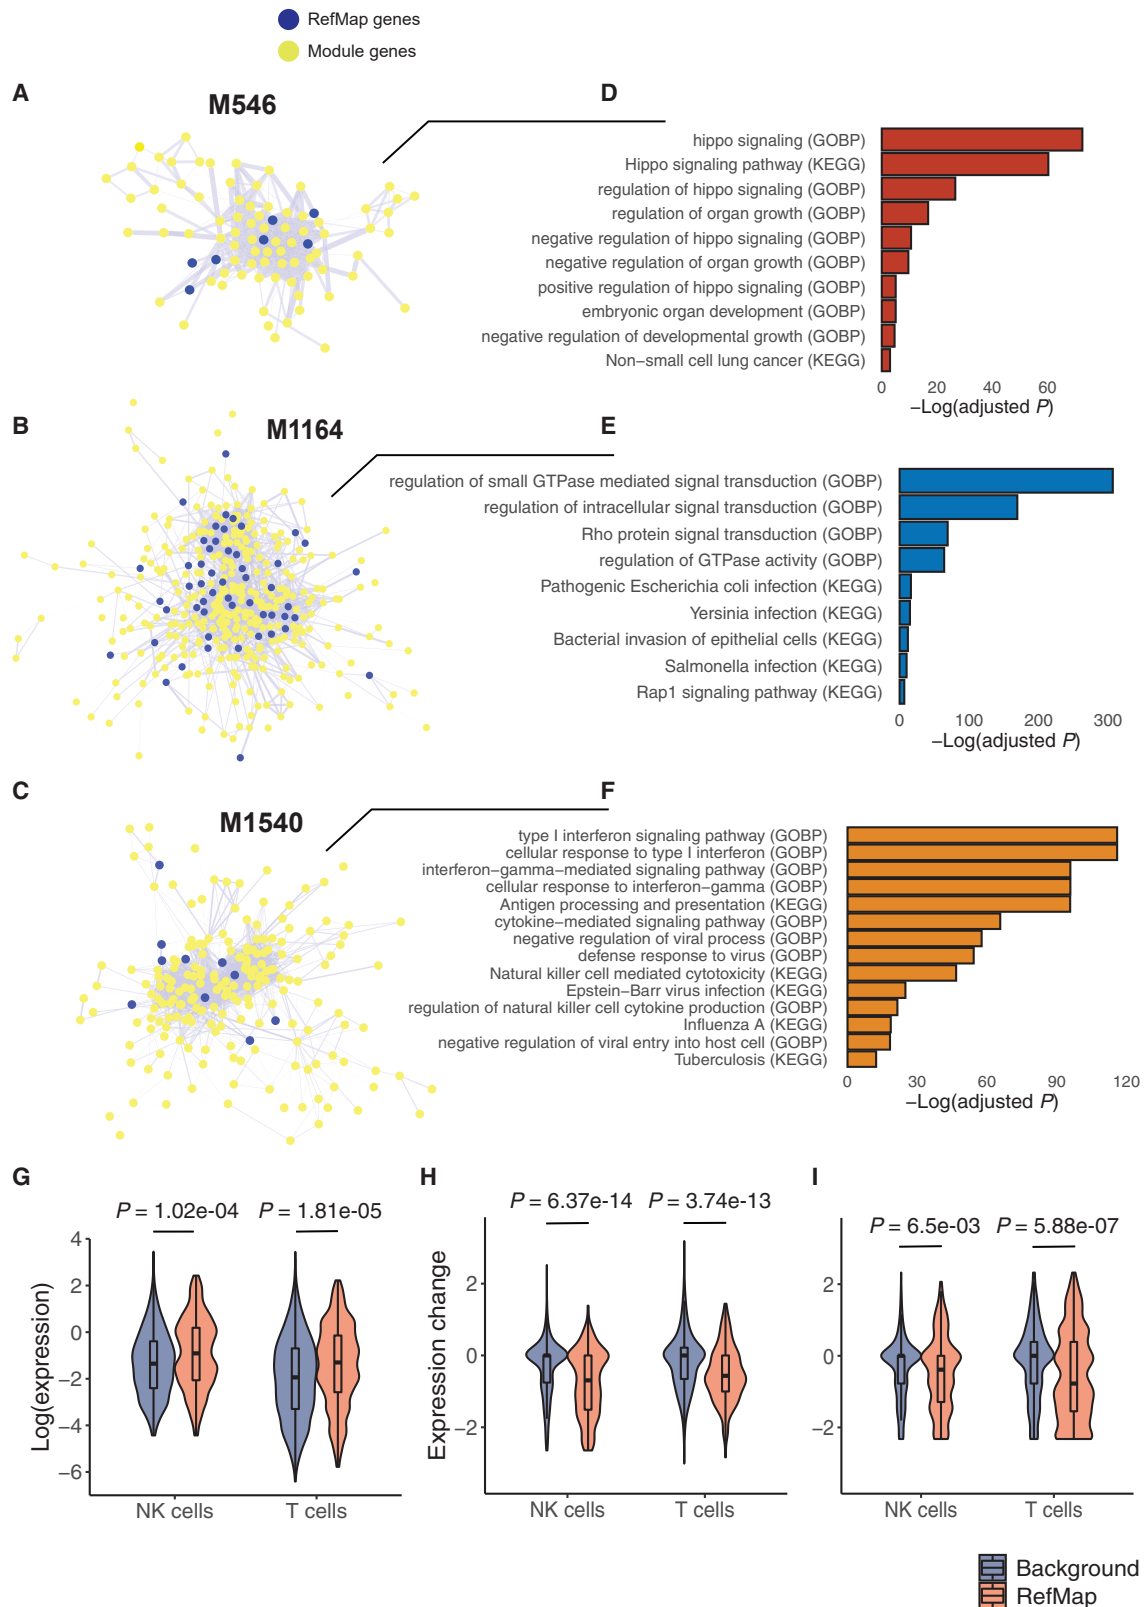 RefMap genes
Module genes
A
M546
D
hippo signaling (GOBP)
Hippo signaling pathway (KEGG)
regulation of hippo signaling (GOBP)
regulation of organ growth (GOBP)
negative regulation of hippo signaling (GOBP)
negative regulation of organ growth (GOBP)
positive regulation of hippo signaling (GOBP)
embryonic organ development (GOBP)
negative regulation of developmental growth (GOBP)
Non−small cell lung cancer (KEGG)
0 20 40 60
−Log(adjusted P)
B
M1164
E
regulation of small GTPase mediated signal transduction (GOBP)
regulation of intracellular signal transduction (GOBP)
Rho protein signal transduction (GOBP)
regulation of GTPase activity (GOBP)
Pathogenic Escherichia coli infection (KEGG)
Yersinia infection (KEGG)
Bacterial invasion of epithelial cells (KEGG)
Salmonella infection (KEGG)
Rap1 signaling pathway (KEGG)
0 100 200 300
−Log(adjusted P)
C
M1540
F
type I interferon signaling pathway (GOBP)
cellular response to type I interferon (GOBP)
interferon−gamma−mediated signaling pathway (GOBP)
cellular response to interferon−gamma (GOBP)
Antigen processing and presentation (KEGG)
cytokine−mediated signaling pathway (GOBP)
negative regulation of viral process (GOBP)
defense response to virus (GOBP)
Natural killer cell mediated cytotoxicity (KEGG)
Epstein−Barr virus infection (KEGG)
regulation of natural killer cell cytokine production (GOBP)
Influenza A (KEGG)
negative regulation of viral entry into host cell (GOBP)
Tuberculosis (KEGG)
0 30 60 90 120
−Log(adjusted P)
G
P = 1.02e-04 P = 1.81e-05
Log(expression)
4
2
0
−2
−4
−6
NK cells T cells
H
P = 6.37e-14 P = 3.74e-13
Expression change
2
0
−2
NK cells T cells
I
P = 6.5e-03 P = 5.88e-07
2
0
−2
NK cells T cells
Background
RefMap